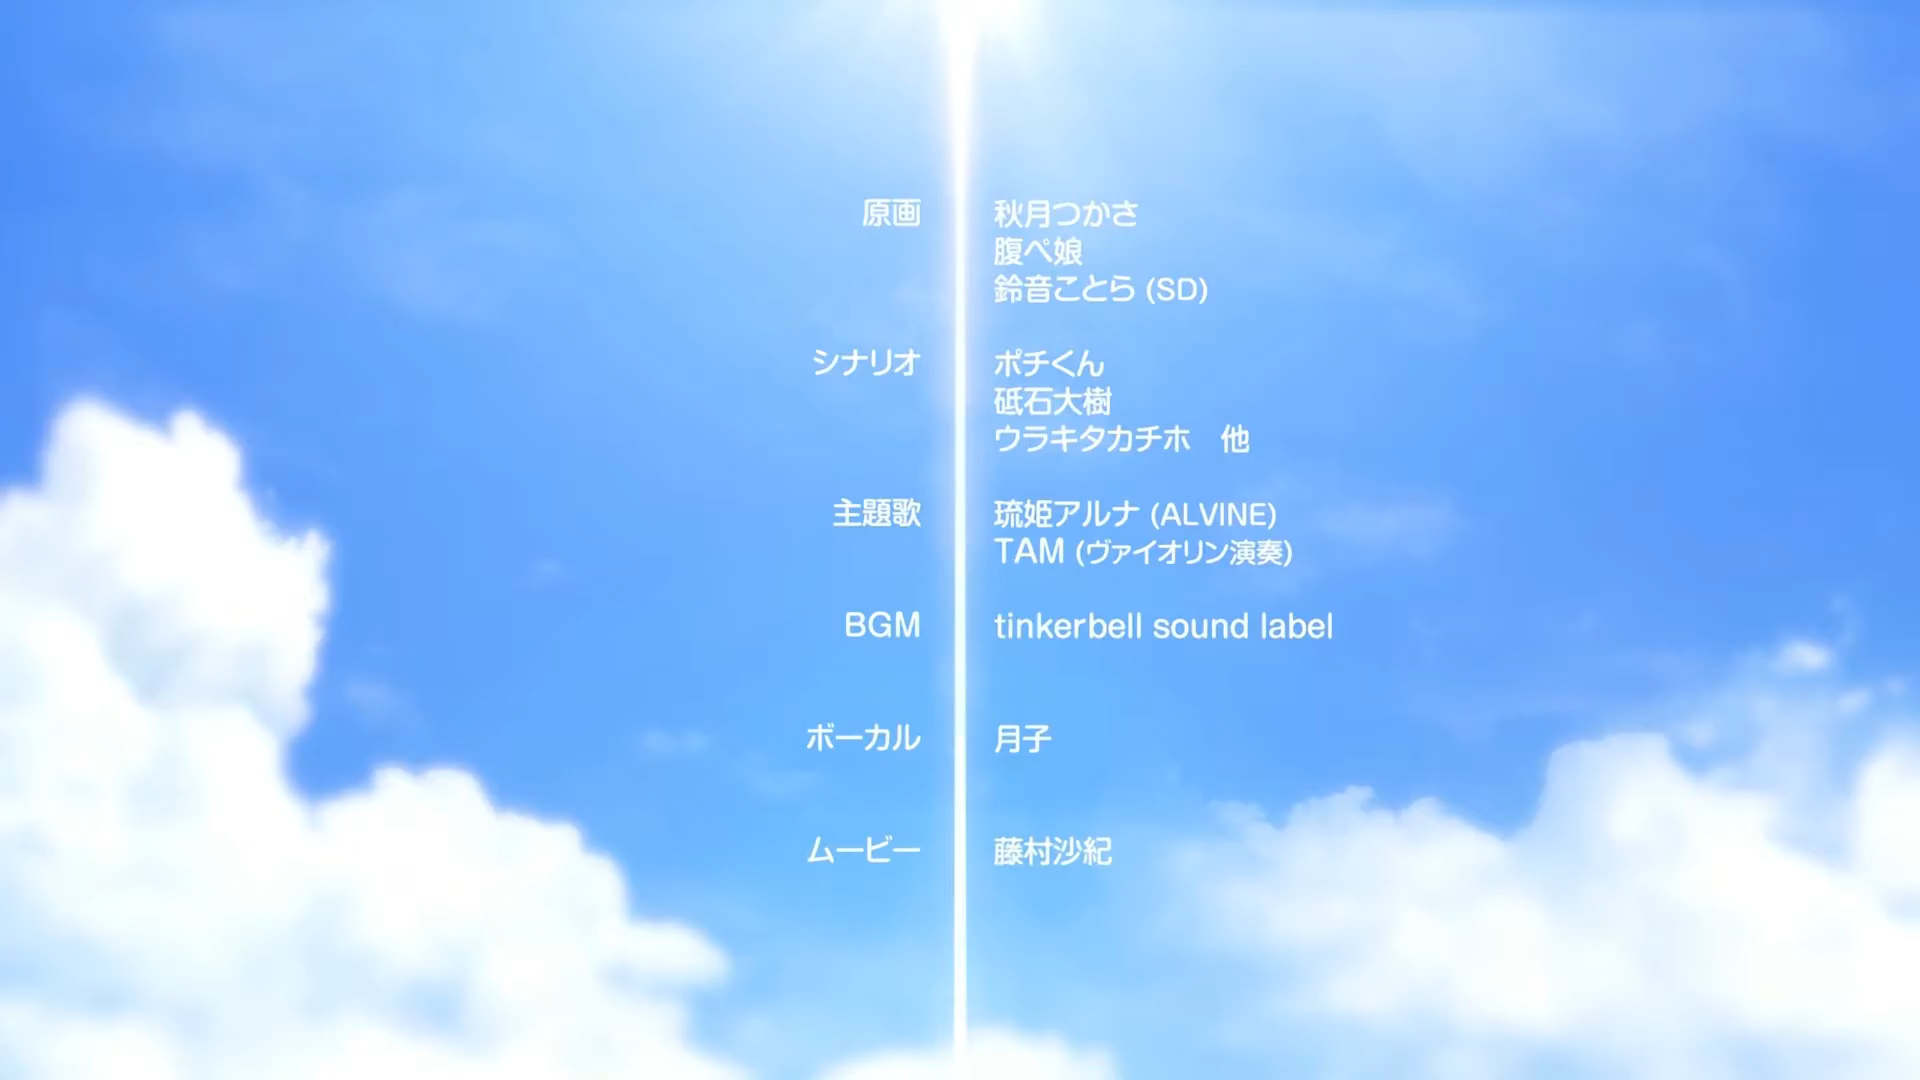 原画 秋月つかさ
腹ペ娘
鈴音ことら (SD)
シナリオ ポチくん
砥石大樹
ウラキタカチホ　他
主題歌 琉姫アルナ (ALVINE)
TAM (ヴァイオリン演奏)
BGM tinkerbell sound label
ボーカル 月子
ムービー 藤村沙紀